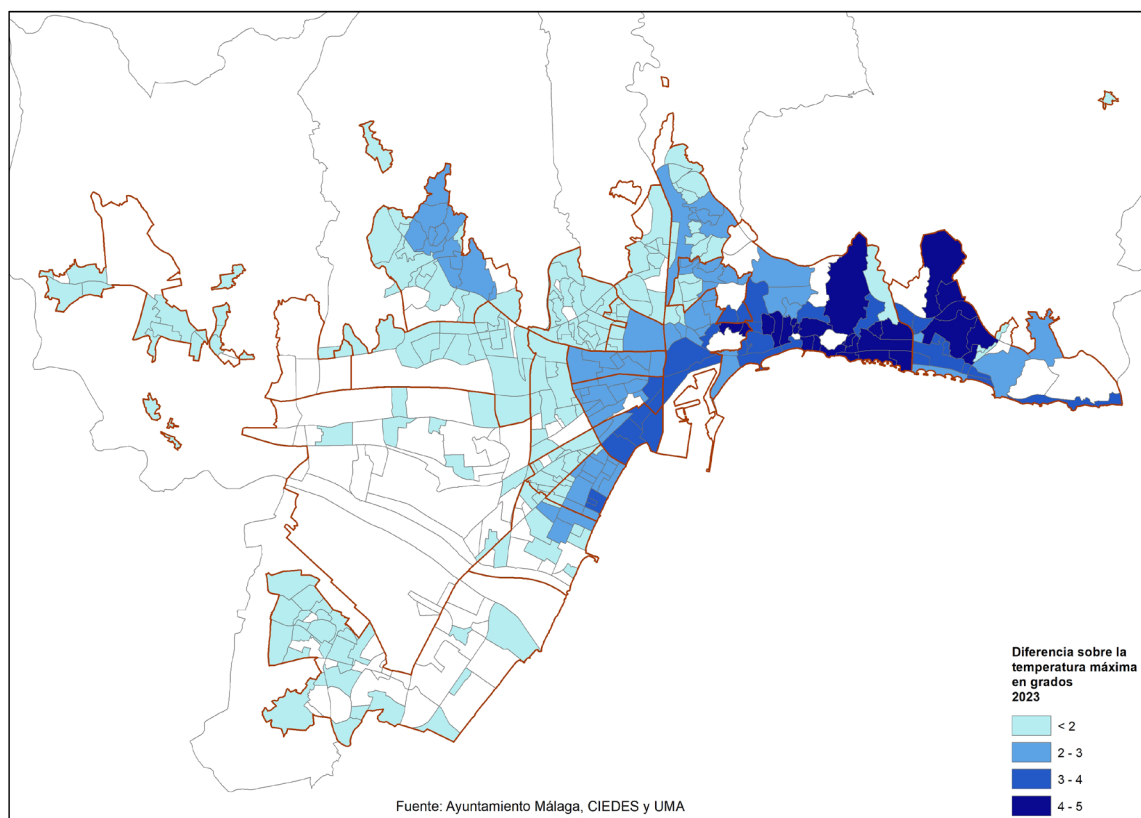 Diferencia sobre la
temperatura máxima
en grados
2023
< 2
2 - 3
3 - 4
4 - 5
Fuente: Ayuntamiento Málaga, CIEDES y UMA